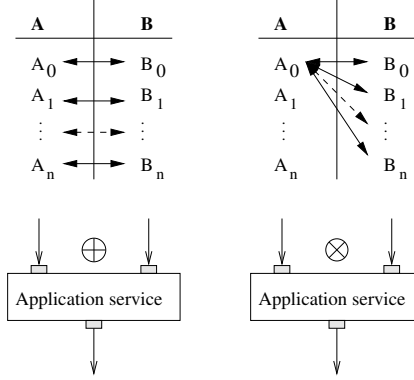 A B A B
A0 B0 A0 B0
A1 B1 A1 B1
⋮ ⋮ ⋮ ⋮
An Bn An Bn
⊕ ⊗
Application service Application service